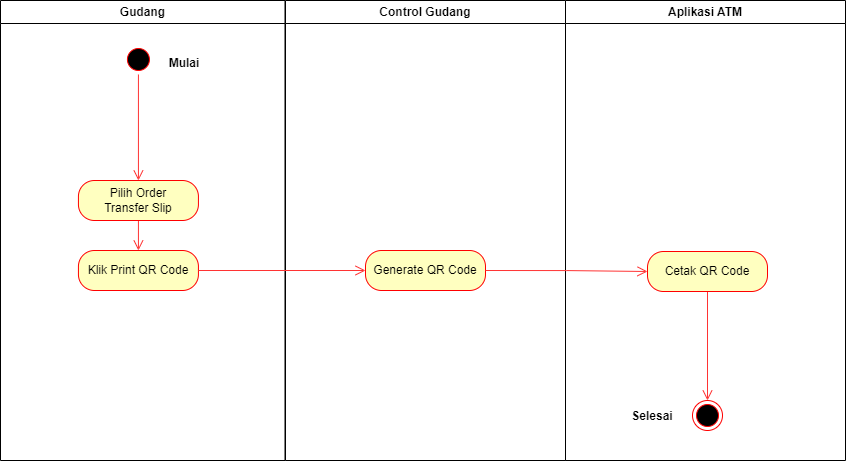 Gudang
Control Gudang
Aplikasi ATM
Mulai
Pilih Order
Transfer Slip
Klik Print QR Code
Generate QR Code
Cetak QR Code
Selesai